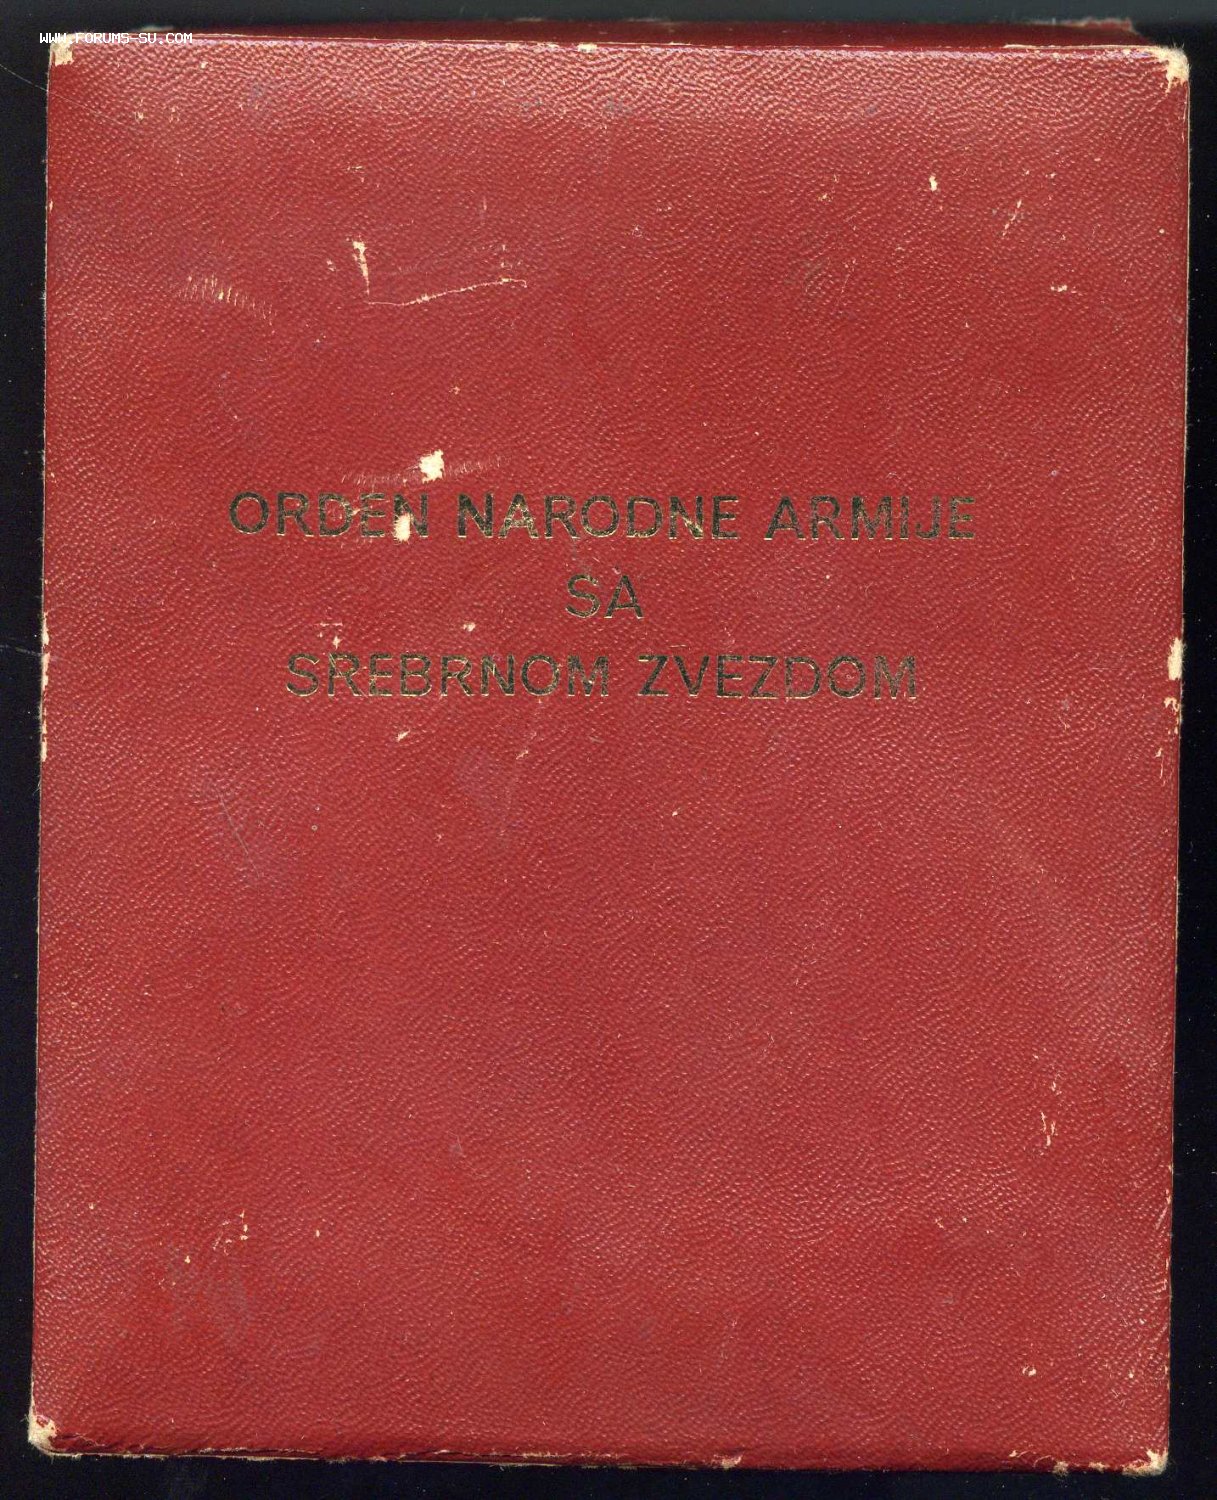 WWW.FORUMS-SU.COM
ORDEN NARODNE ARMIJE
SA
SREBRNOM ZVEZDOM